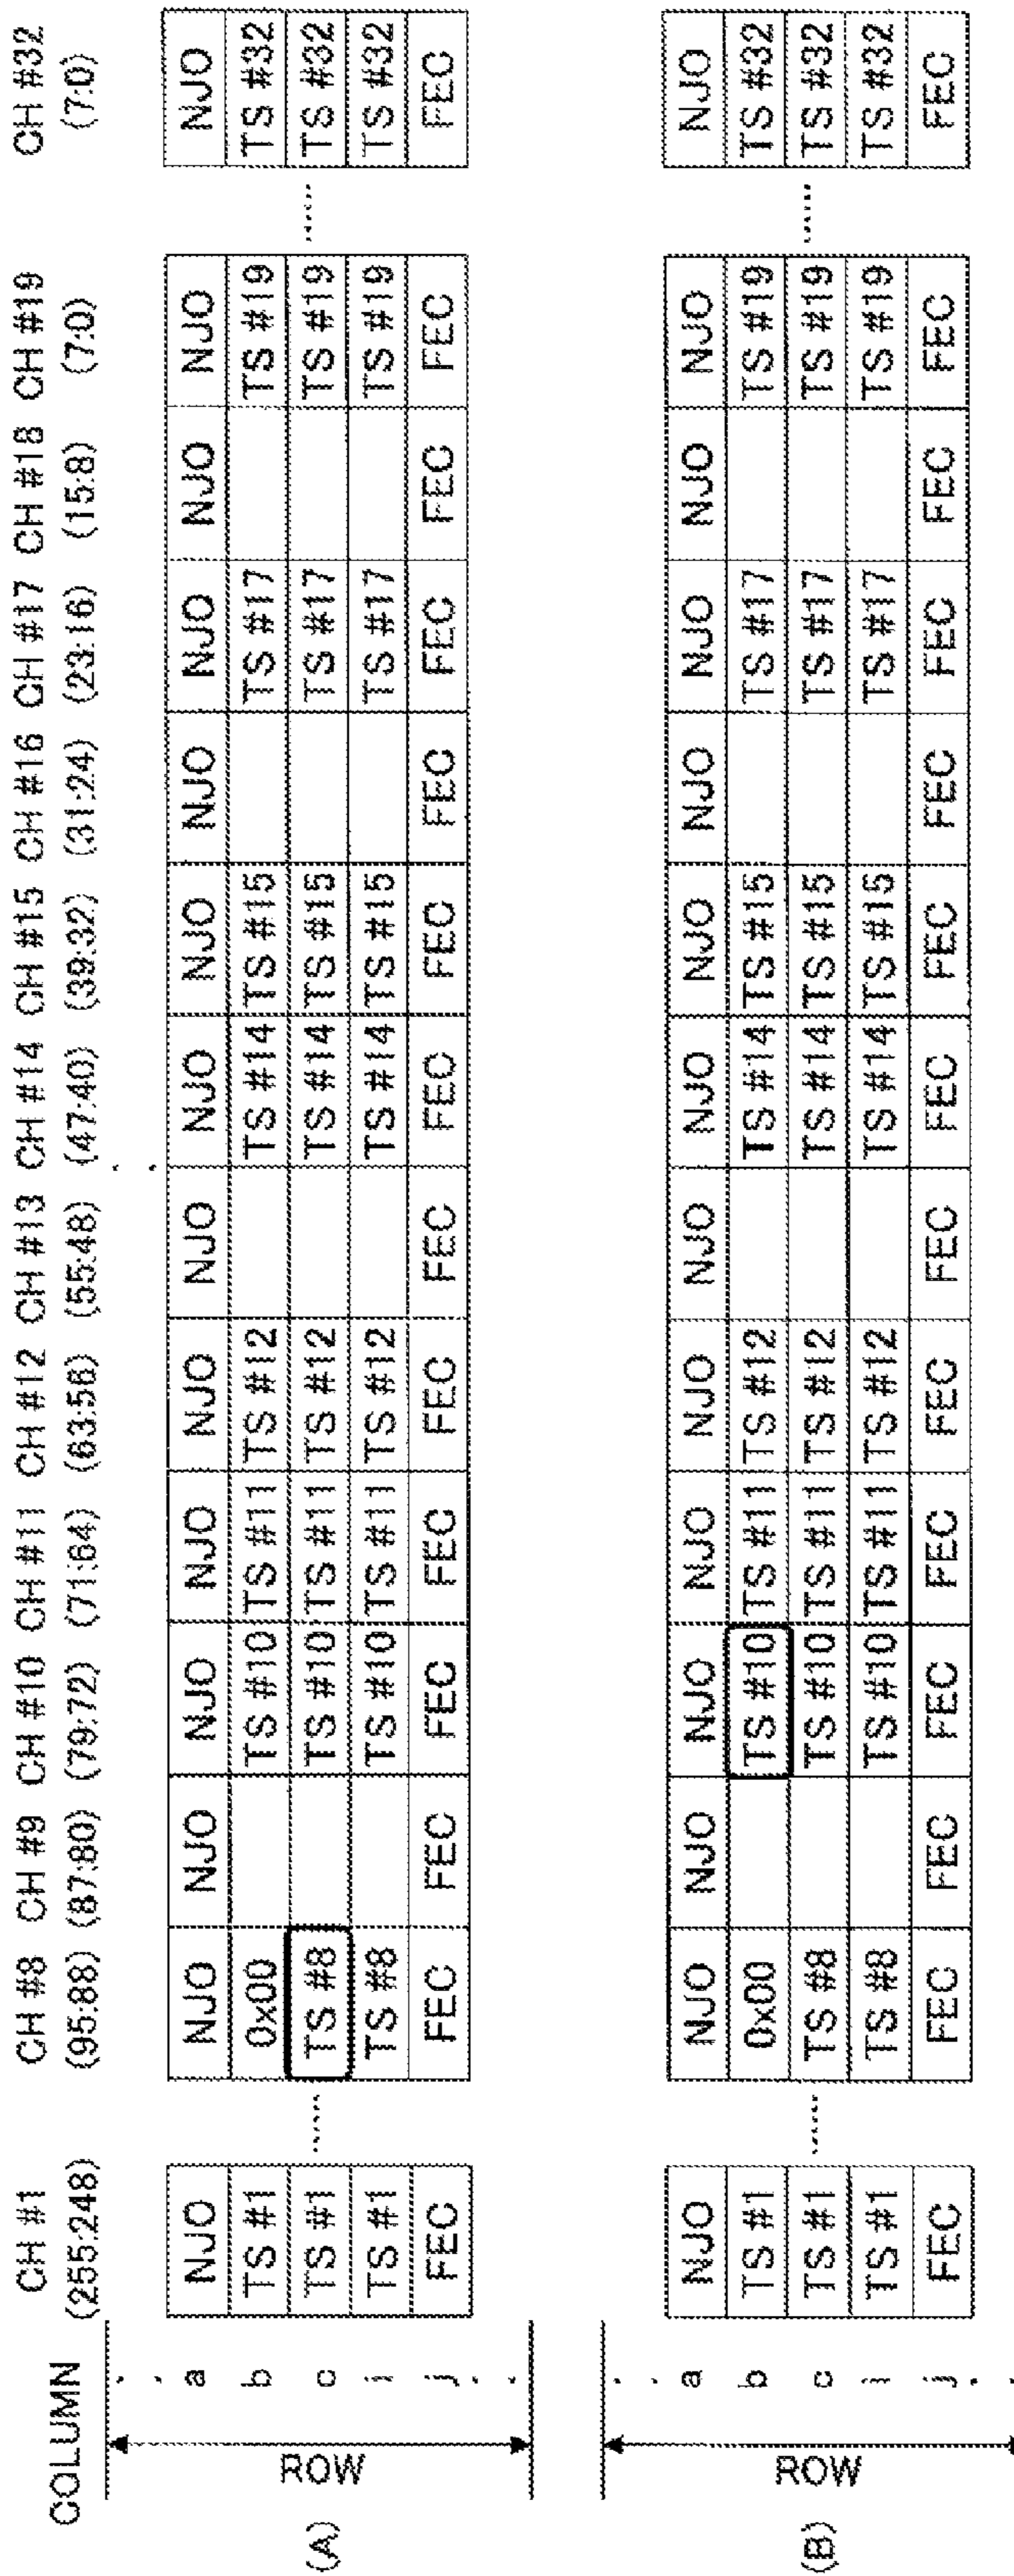 COLUMN CH #1 CH #8 CH #9 CH #10 CH #11 CH #12 CH #13 CH #14 CH #15 CH #16 CH #17 CH #18 CH #19 CH #32
(255:248) (95:88) (87:80) (79:72) (71:64) (63:56) (55:48) (47:40) (39:32) (31:24) (23:16) (15:8) (7:0) (7:0)
(A)
ROW
a NJO NJO NJO NJO NJO NJO NJO NJO NJO NJO NJO NJO NJO NJO
b TS #1 0x00 TS #10 TS #11 TS #12 TS #14 TS #15 TS #17 TS #19 TS #32
c TS #1 TS #8 TS #10 TS #11 TS #12 TS #14 TS #15 TS #17 TS #19 TS #32
i TS #1 TS #8 TS #10 TS #11 TS #12 TS #14 TS #15 TS #17 TS #19 TS #32
j FEC FEC FEC FEC FEC FEC FEC FEC FEC FEC FEC FEC FEC FEC
(B)
ROW
a NJO NJO NJO NJO NJO NJO NJO NJO NJO NJO NJO NJO NJO NJO
b TS #1 0x00 TS #10 TS #11 TS #12 TS #14 TS #15 TS #17 TS #19 TS #32
c TS #1 TS #8 TS #10 TS #11 TS #12 TS #14 TS #15 TS #17 TS #19 TS #32
i TS #1 TS #8 TS #10 TS #11 TS #12 TS #14 TS #15 TS #17 TS #19 TS #32
j FEC FEC FEC FEC FEC FEC FEC FEC FEC FEC FEC FEC FEC FEC